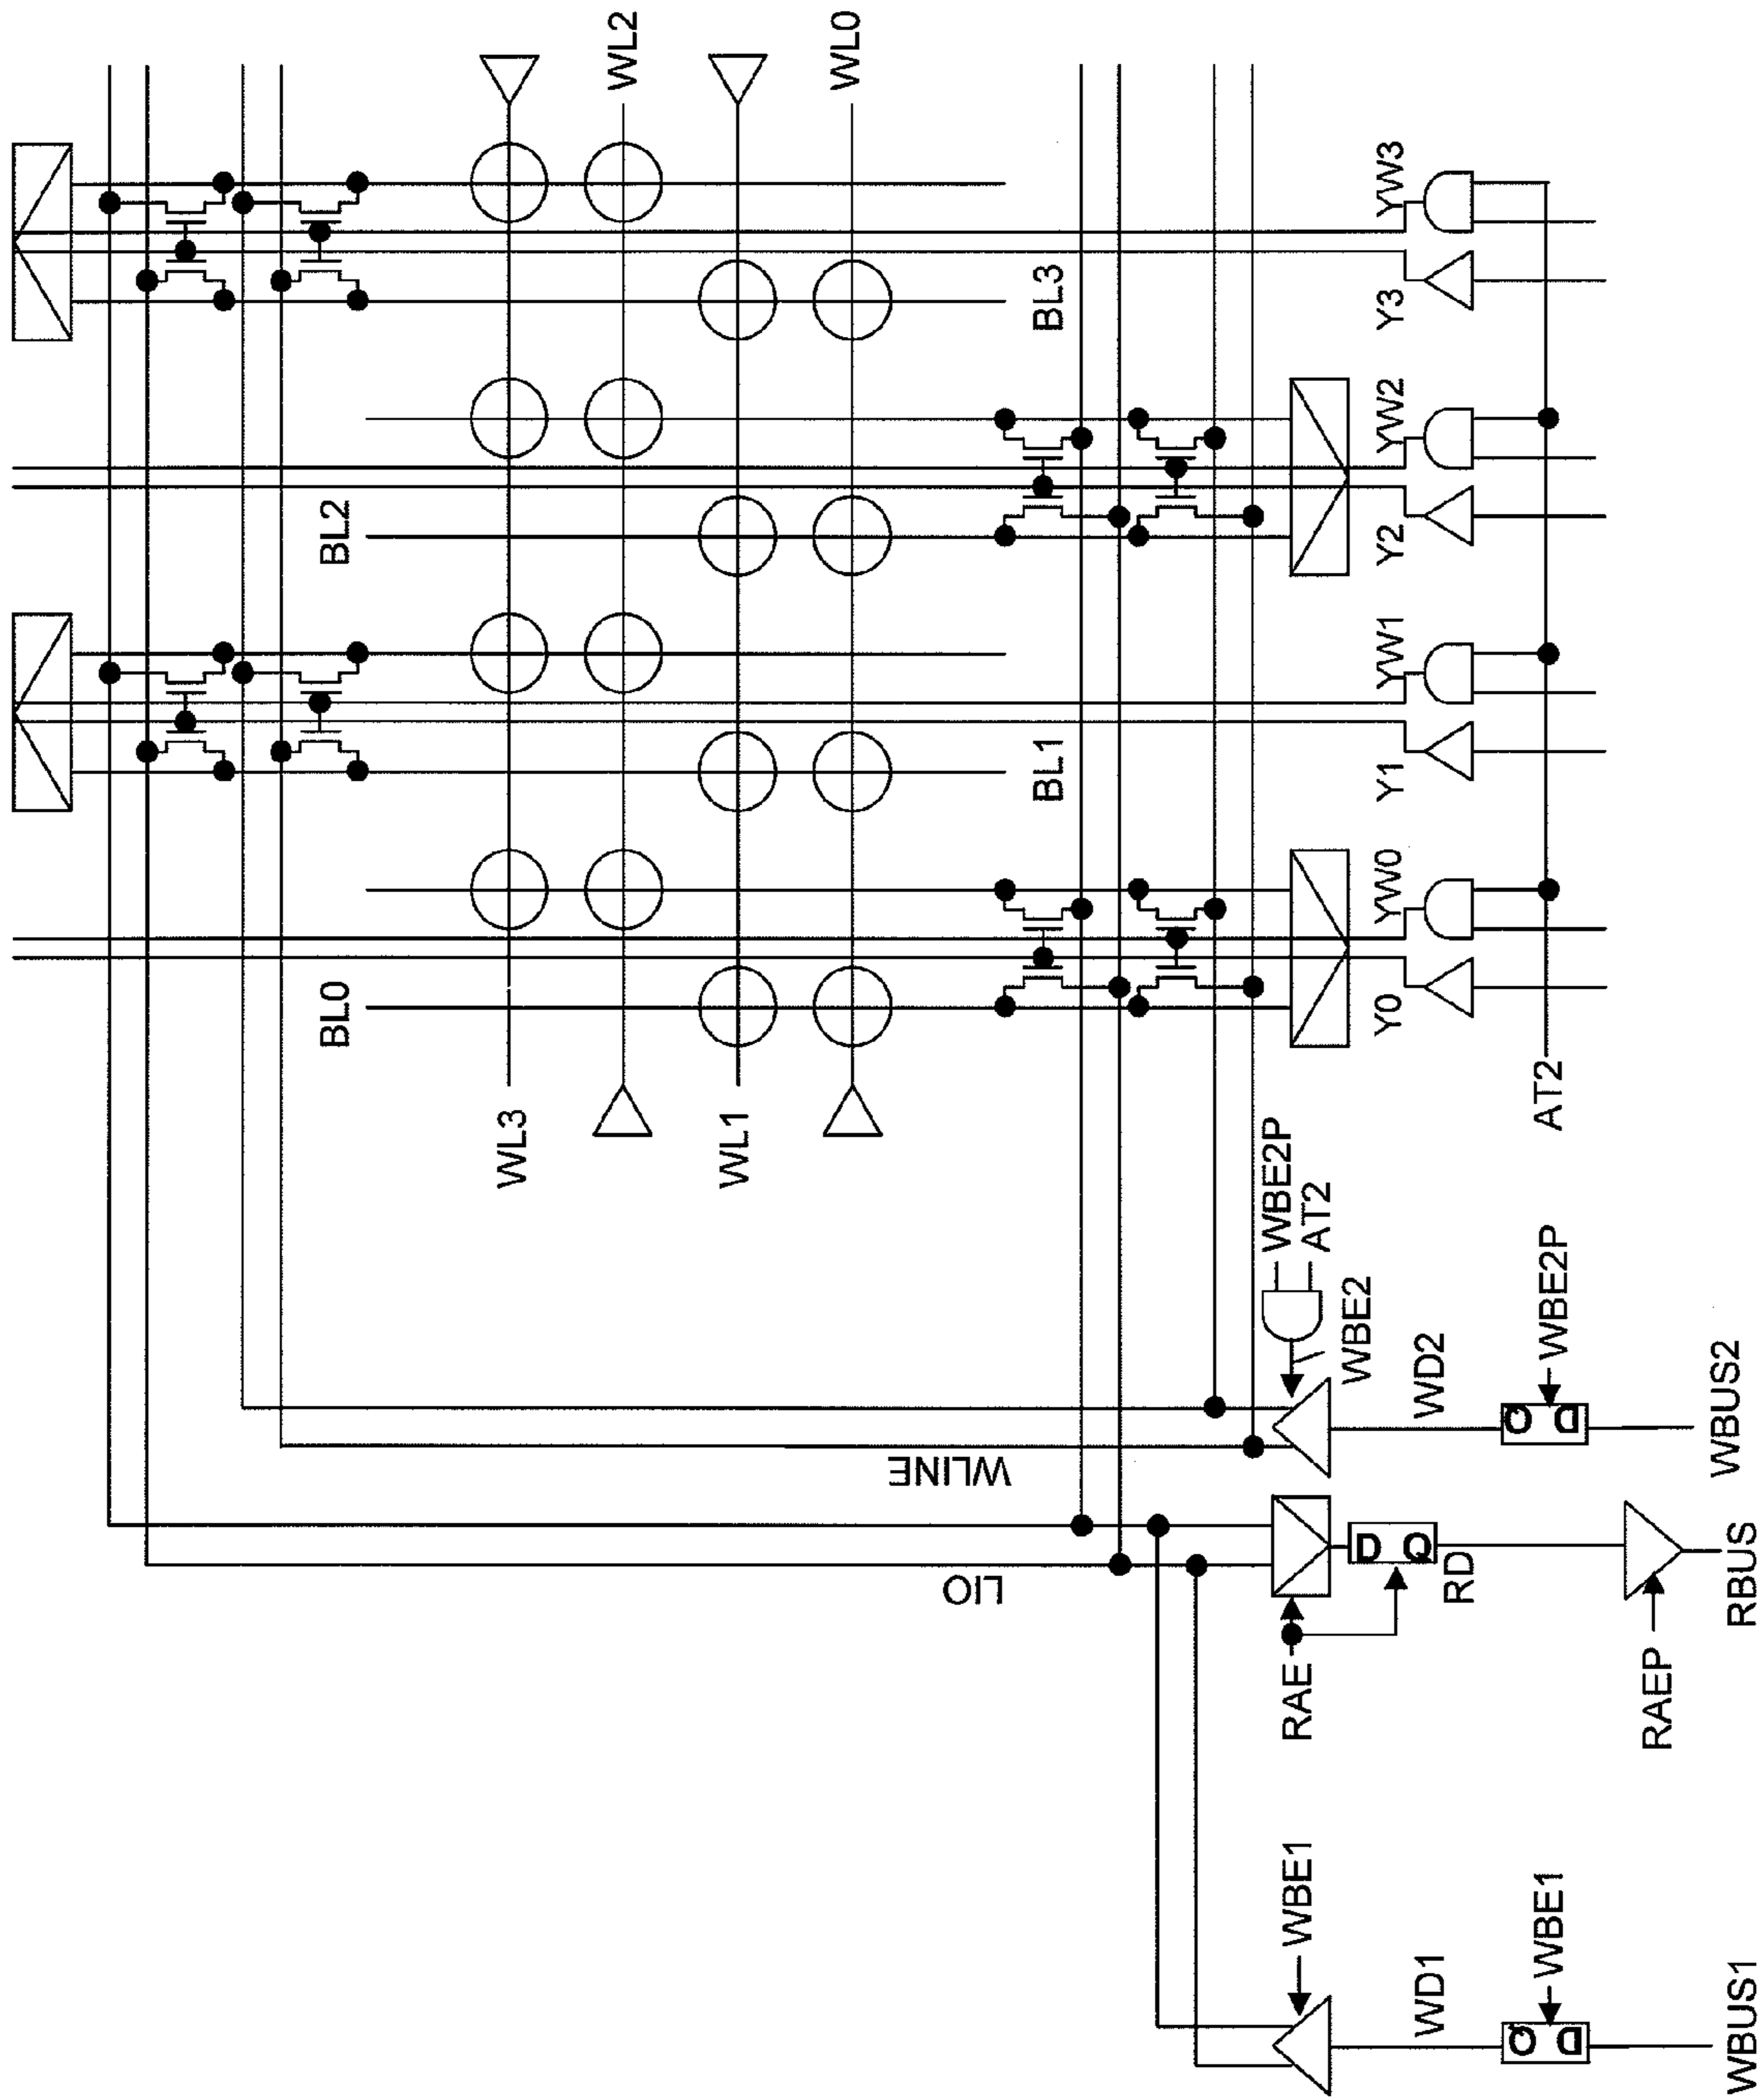 WL2
WL0
WL3
WL1
BL0
BL2
BL1
BL3
Y0
YW0
Y1
YW1
Y2
YW2
Y3
YW3
AT2
WLINE
LIO
WBE2P
AT2
WBE2
WD2
Q
D
WBE2P
WBUS2
RAE
D Q
RD
RAEP
RBUS
WBE1
WD1
Q
D
WBE1
WBUS1